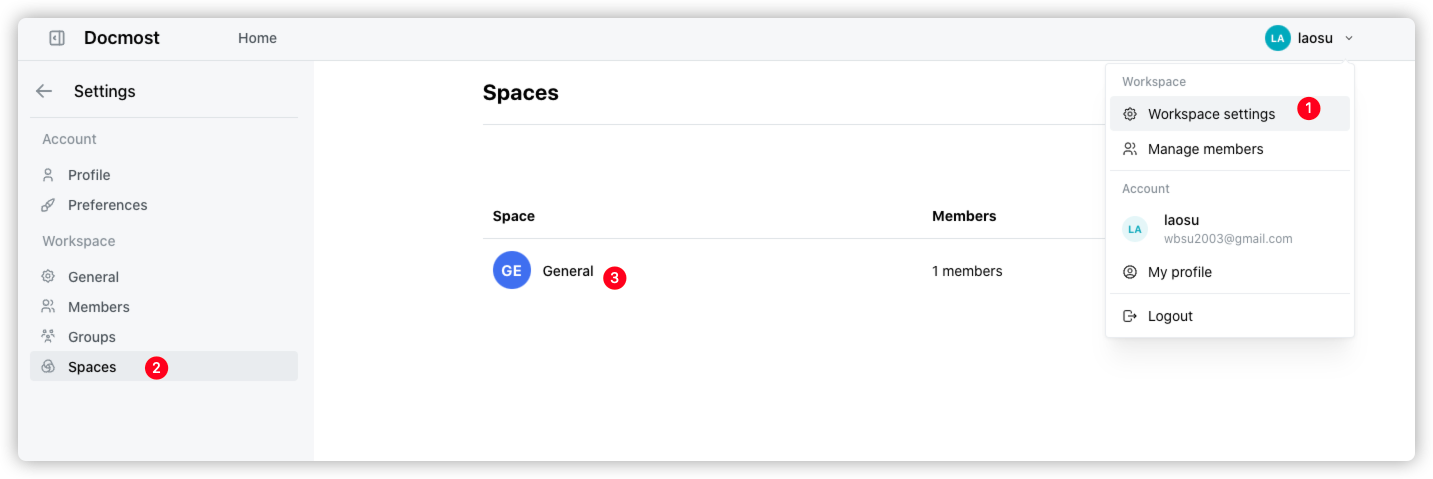 Docmost
Home
LA laosu
Settings
Account
Profile
Preferences
Workspace
General
Members
Groups
Spaces 2
Spaces
Space Members
GE General 3 1 members
Workspace
Workspace settings 1
Manage members
Account
LA laosu
wbsu2003@gmail.com
My profile
Logout